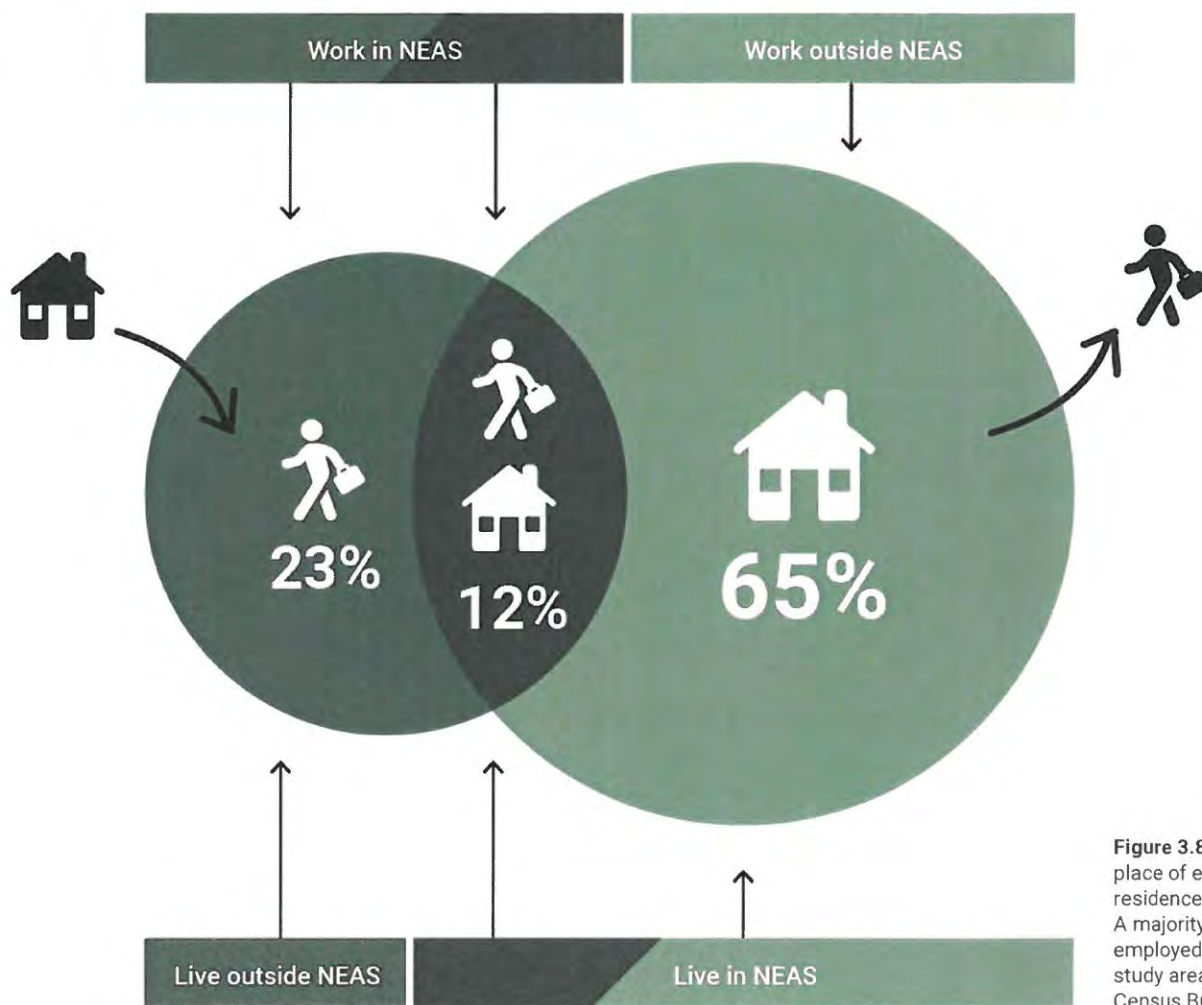 Work in NEAS
Work outside NEAS
23%
12%
65%
Live outside NEAS
Live in NEAS
Figure 3.8
place of e
residence
A majority
employed
study area
Census B